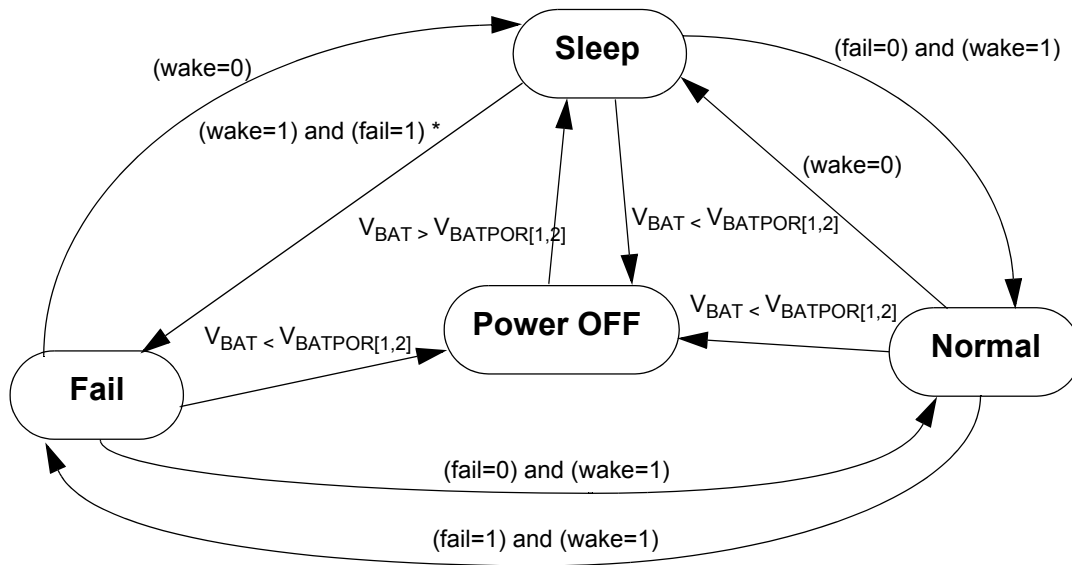 Sleep
(fail=0) and (wake=1)
(wake=0)
(wake=1) and (fail=1) *
(wake=0)
VBAT > VBATPOR[1,2]
VBAT < VBATPOR[1,2]
VBAT < VBATPOR[1,2]
Power OFF
Normal
VBAT < VBATPOR[1,2]
Fail
(fail=0) and (wake=1)
(fail=1) and (wake=1)